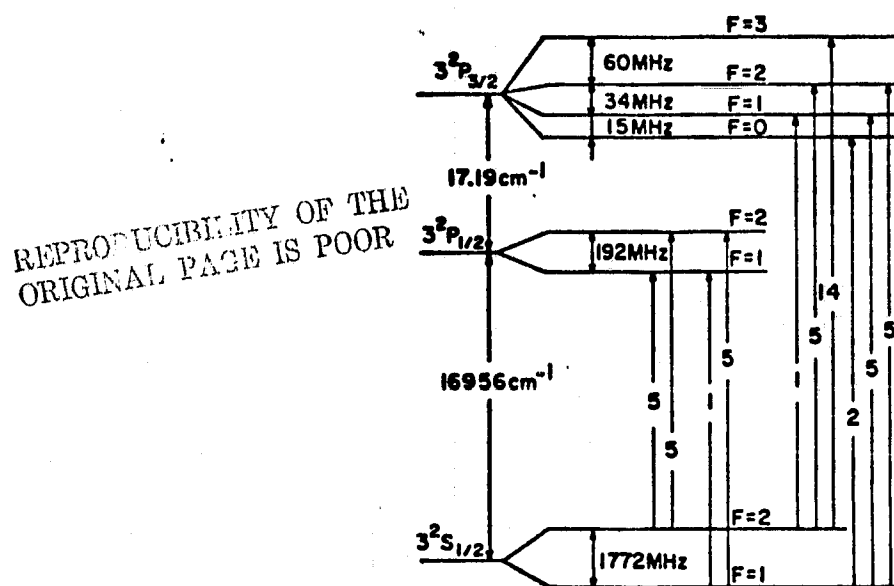 F=3
3²P₃/₂
60MHz
F=2
34MHz
F=1
15MHz
F=0
17.19cm⁻¹
REPRODUCIBILITY OF THE
ORIGINAL PAGE IS POOR
3²P₁/₂
F=2
192MHz
F=1
14
5
5
5
16956cm⁻¹
5
1
5
1
2
5
3²S₁/₂
F=2
1772MHz
F=1